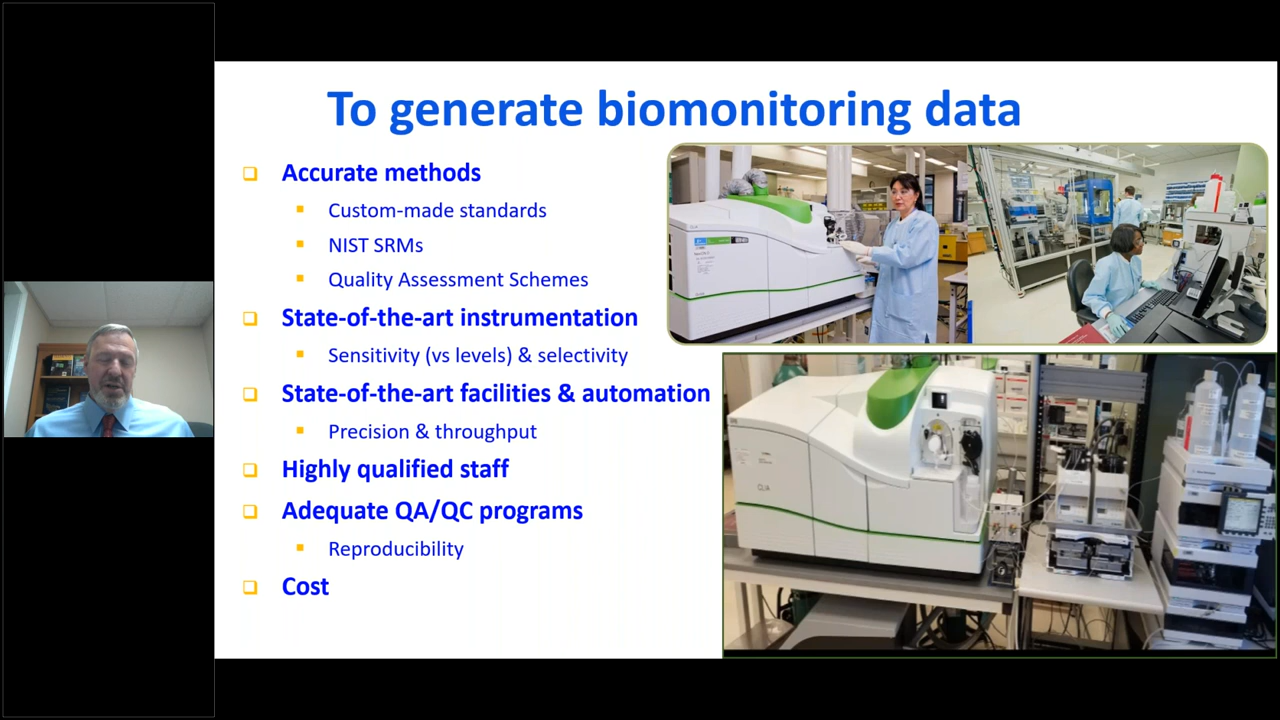 To generate biomonitoring data
Accurate methods
Custom-made standards
NIST SRMs
Quality Assessment Schemes
State-of-the-art instrumentation
Sensitivity (vs levels) & selectivity
State-of-the-art facilities & automation
Precision & throughput
Highly qualified staff
Adequate QA/QC programs
Reproducibility
Cost